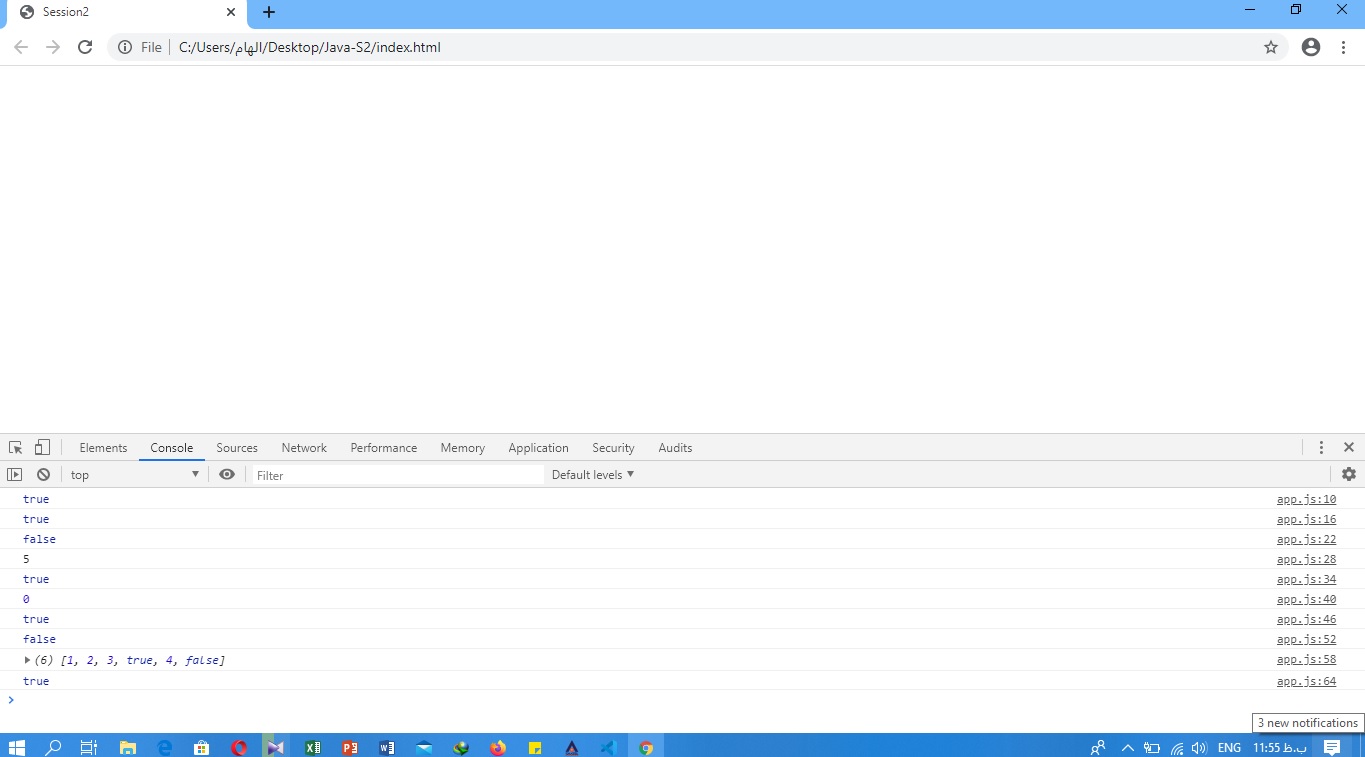 Session2
File C:/Users/الهام/Desktop/Java-S2/index.html
Elements Console Sources Network Performance Memory Application Security Audits
top Filter Default levels
true app.js:10
true app.js:16
false app.js:22
5 app.js:28
true app.js:34
0 app.js:40
true app.js:46
false app.js:52
(6) [1, 2, 3, true, 4, false] app.js:58
true app.js:64
3 new notifications
ENG 11:55 ب.ظ